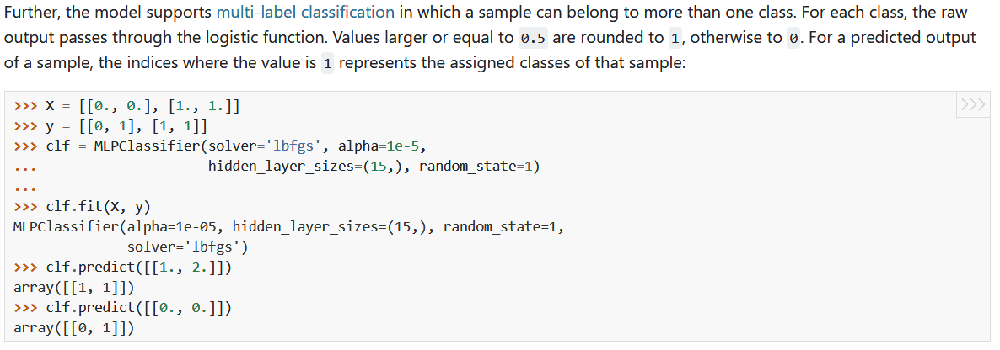 Further, the model supports multi-label classification in which a sample can belong to more than one class. For each class, the raw
output passes through the logistic function. Values larger or equal to 0.5 are rounded to 1, otherwise to 0. For a predicted output
of a sample, the indices where the value is 1 represents the assigned classes of that sample:
>>> X = [[0., 0.], [1., 1.]] >>>
>>> y = [[0, 1], [1, 1]]
>>> clf = MLPClassifier(solver='lbfgs', alpha=1e-5,
...                     hidden_layer_sizes=(15,), random_state=1)
...
>>> clf.fit(X, y)
MLPClassifier(alpha=1e-05, hidden_layer_sizes=(15,), random_state=1,
              solver='lbfgs')
>>> clf.predict([[1., 2.]])
array([[1, 1]])
>>> clf.predict([[0., 0.]])
array([[0, 1]])